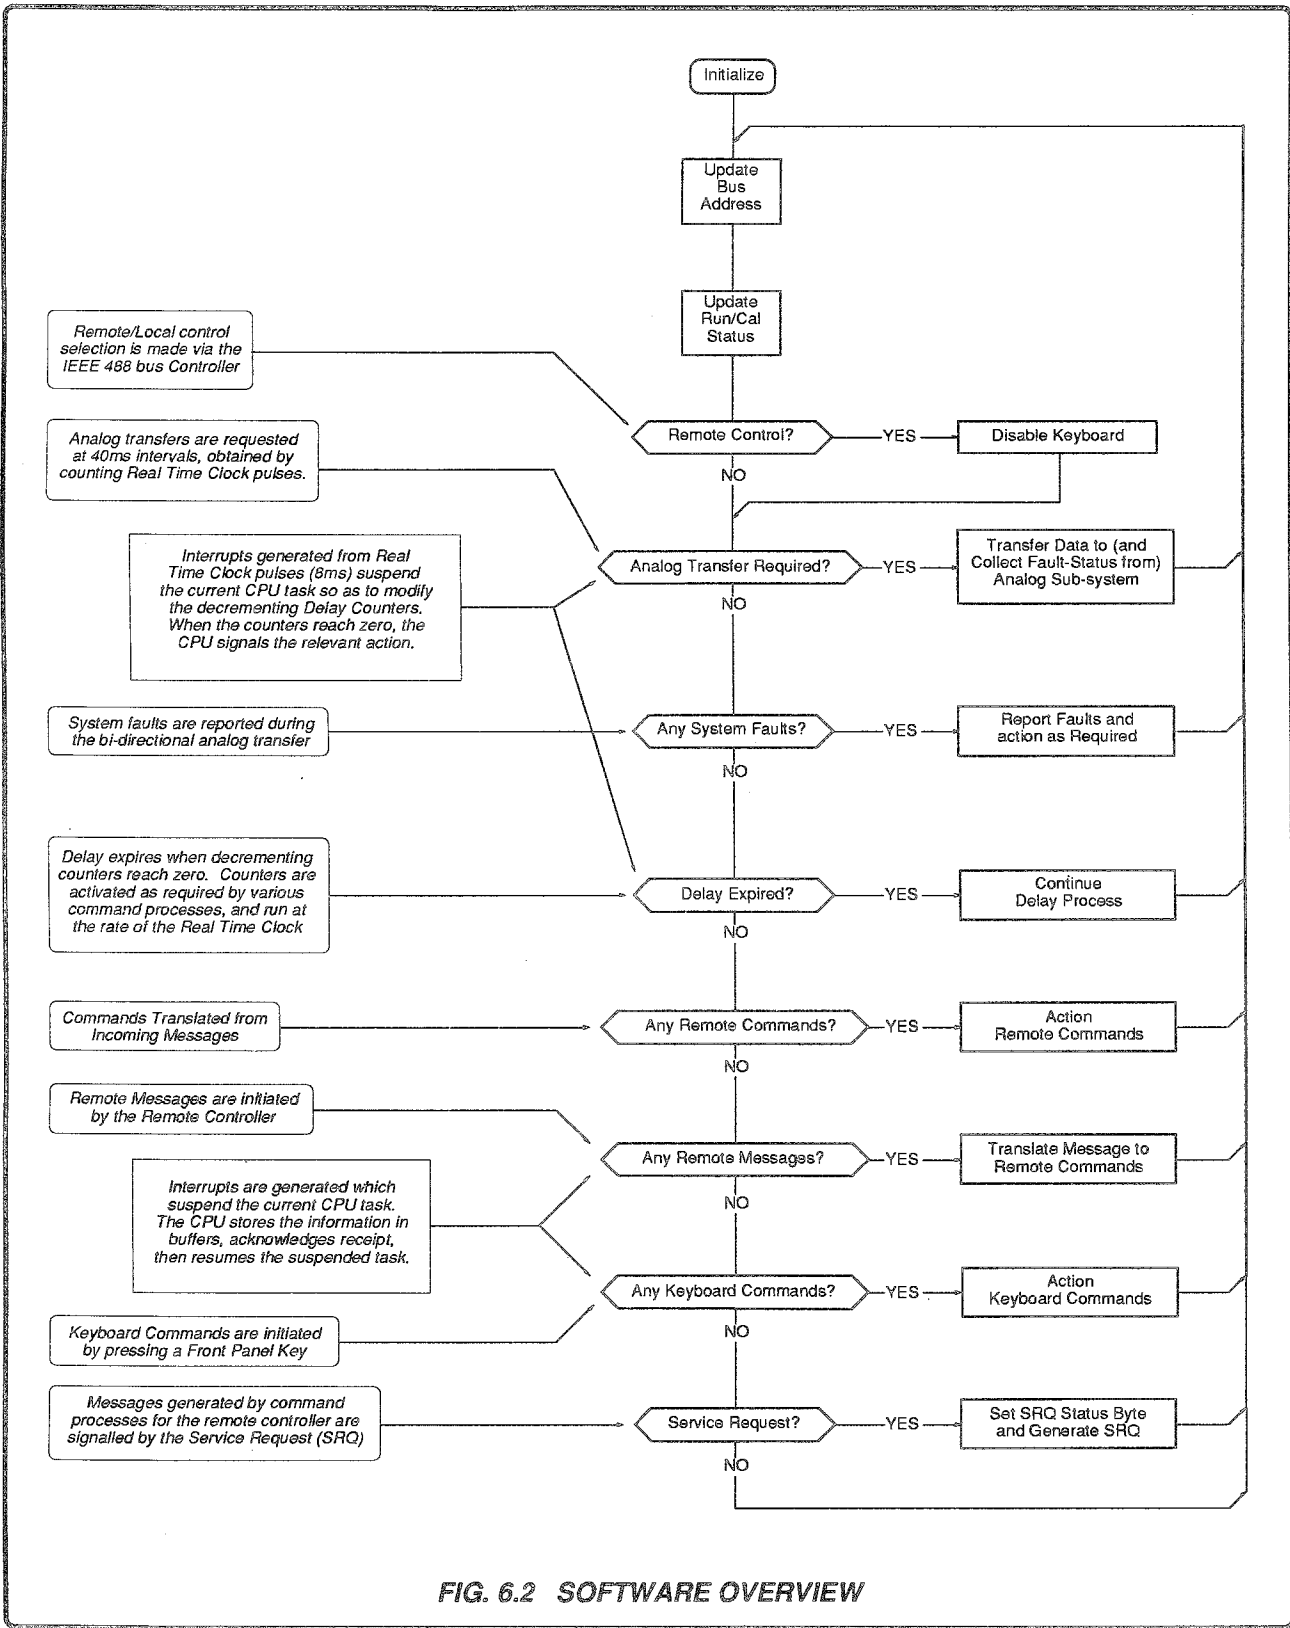 Initialize
Update
Bus
Address
Update
Run/Cal
Status
Remote/Local control
selection is made via the
IEEE 488 bus Controller
Remote Control?
YES
Disable Keyboard
NO
Analog transfers are requested
at 40ms intervals, obtained by
counting Real Time Clock pulses.
Analog Transfer Required?
YES
Transfer Data to (and
Collect Fault-Status from)
Analog Sub-system
NO
Interrupts generated from Real
Time Clock pulses (8ms) suspend
the current CPU task so as to modify
the decrementing Delay Counters.
When the counters reach zero, the
CPU signals the relevant action.
System faults are reported during
the bi-directional analog transfer
Any System Faults?
YES
Report Faults and
action as Required
NO
Delay expires when decrementing
counters reach zero. Counters are
activated as required by various
command processes, and run at
the rate of the Real Time Clock
Delay Expired?
YES
Continue
Delay Process
NO
Commands Translated from
Incoming Messages
Any Remote Commands?
YES
Action
Remote Commands
NO
Remote Messages are initiated
by the Remote Controller
Any Remote Messages?
YES
Translate Message to
Remote Commands
NO
Interrupts are generated which
suspend the current CPU task.
The CPU stores the information in
buffers, acknowledges receipt,
then resumes the suspended task.
Any Keyboard Commands?
YES
Action
Keyboard Commands
NO
Keyboard Commands are initiated
by pressing a Front Panel Key
Messages generated by command
processes for the remote controller are
signalled by the Service Request (SRQ)
Service Request?
YES
Set SRQ Status Byte
and Generate SRQ
NO
FIG. 6.2 SOFTWARE OVERVIEW